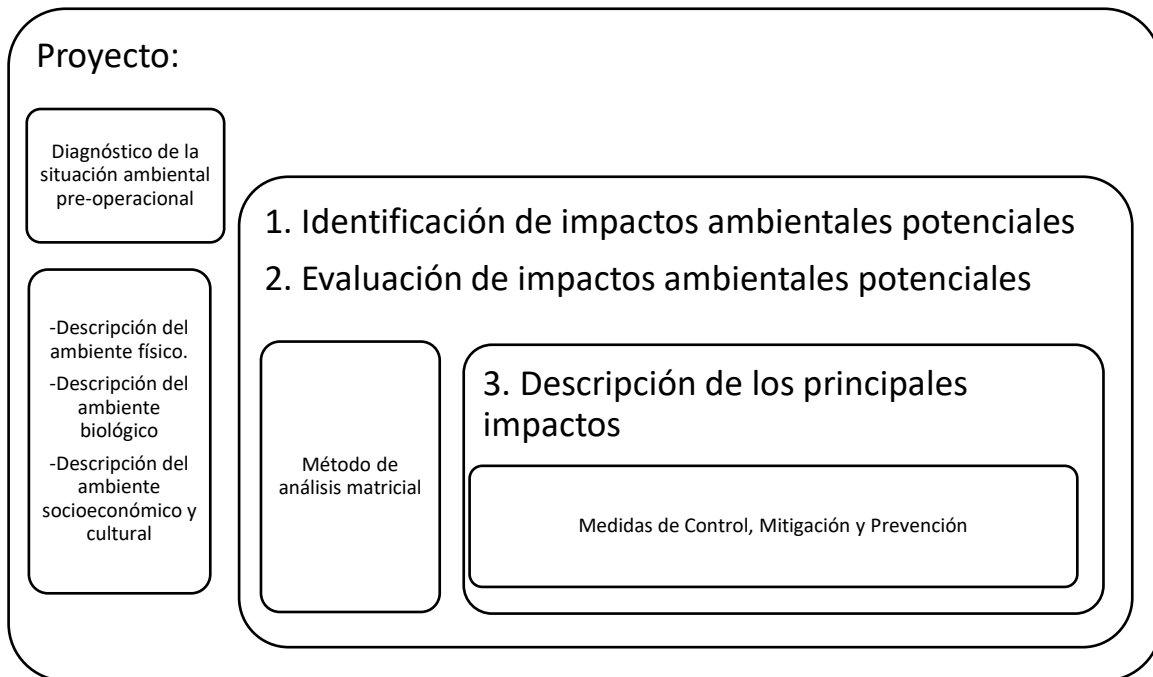 Proyecto:
Diagnóstico de la
situación ambiental
pre-operacional
-Descripción del
ambiente físico.
-Descripción del
ambiente
biológico
-Descripción del
ambiente
socioeconómico y
cultural
1. Identificación de impactos ambientales potenciales
2. Evaluación de impactos ambientales potenciales
Método de
análisis matricial
3. Descripción de los principales
impactos
Medidas de Control, Mitigación y Prevención